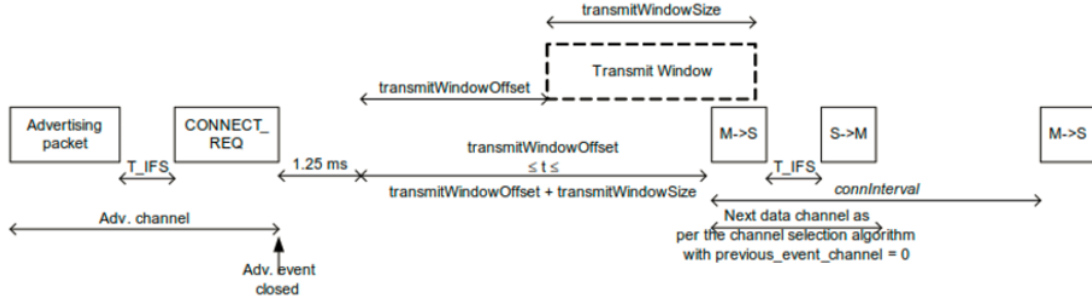 transmitWindowSize
Transmit Window
transmitWindowOffset
Advertising
packet
CONNECT_
REQ
M->S
S->M
M->S
T_IFS
1.25 ms
transmitWindowOffset
≤ t ≤
transmitWindowOffset + transmitWindowSize
T_IFS
connInterval
Adv. channel
Next data channel as
per the channel selection algorithm
with previous_event_channel = 0
Adv. event
closed